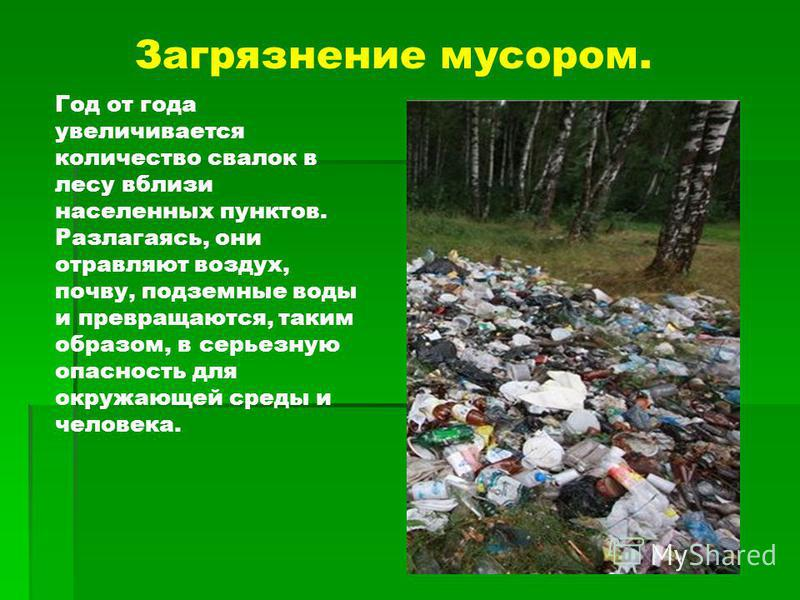 Загрязнение мусором.
Год от года
увеличивается
количество свалок в
лесу вблизи
населенных пунктов.
Разлагаясь, они
отравляют воздух,
почву, подземные воды
и превращаются, таким
образом, в серьезную
опасность для
окружающей среды и
человека.
MyShared